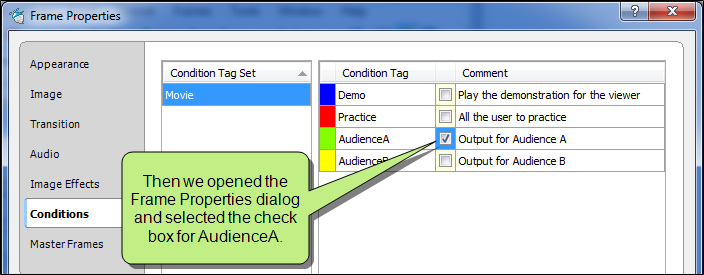 Frame Properties
Appearance
Image
Transition
Audio
Image Effects
Conditions
Master Frames
Condition Tag Set
Movie
Condition Tag Comment
Demo Play the demonstration for the viewer
Practice All the user to practice
AudienceA Output for Audience A
AudienceB Output for Audience B
Then we opened the
Frame Properties dialog
and selected the check
box for AudienceA.